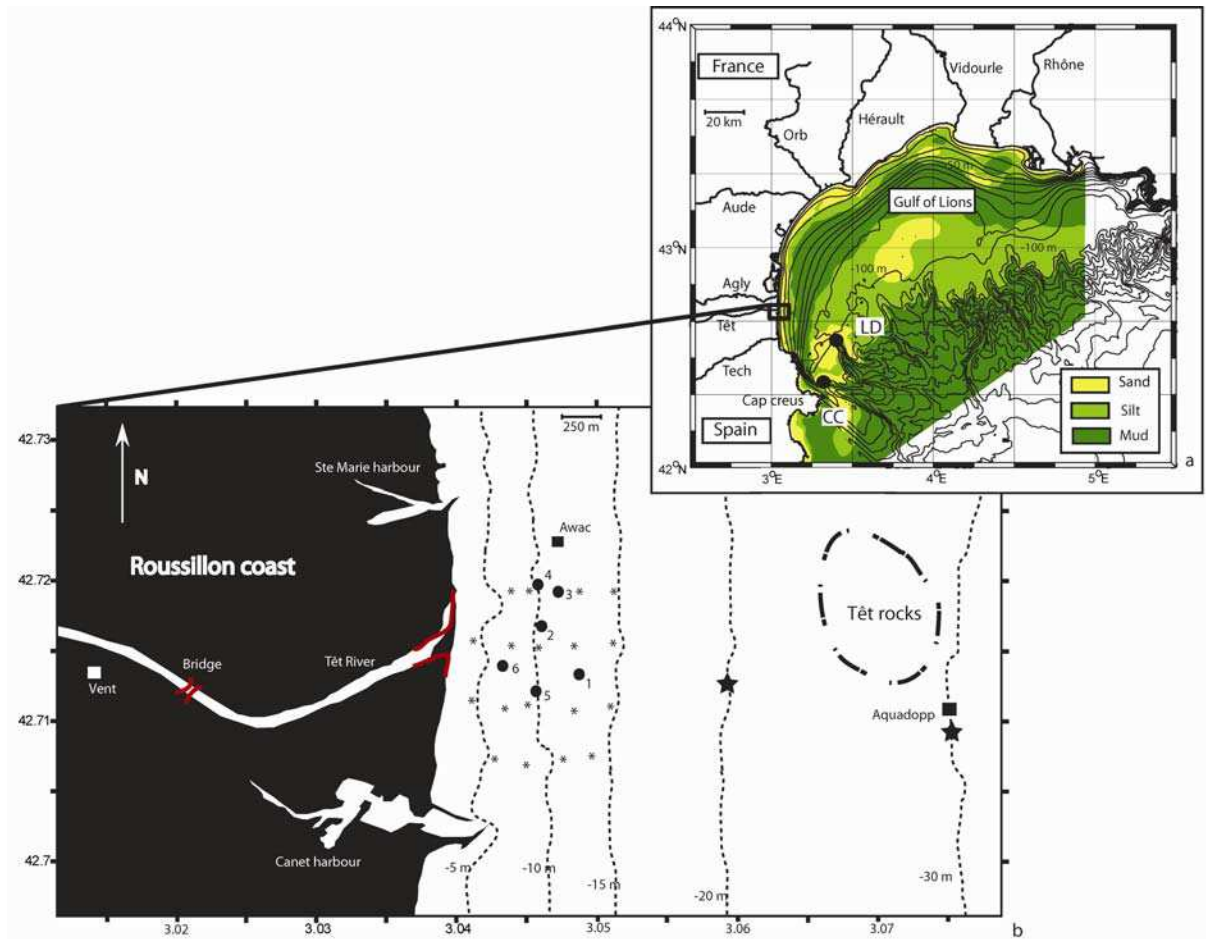 44°N
France
Vidourle
Rhône
20 km
Hérault
Orb
-50 m
Gulf of Lions
Aude
43°N
-100 m
-100 m
Agly
Têt
LD
Tech
Sand
Cap creus
Silt
CC
Spain
Mud
42°N
a
3°E
4°E
5°E
42.73
250 m
N
Ste Marie harbour
Awac
Roussillon coast
42.72
4
3
Têt rocks
2
Bridge
Têt River
6
1
Vent
5
42.71
Aquadopp
Canet harbour
42.7
-5 m
-10 m
-15 m
-20 m
-30 m
3.02
3.03
3.04
3.05
3.06
3.07
b